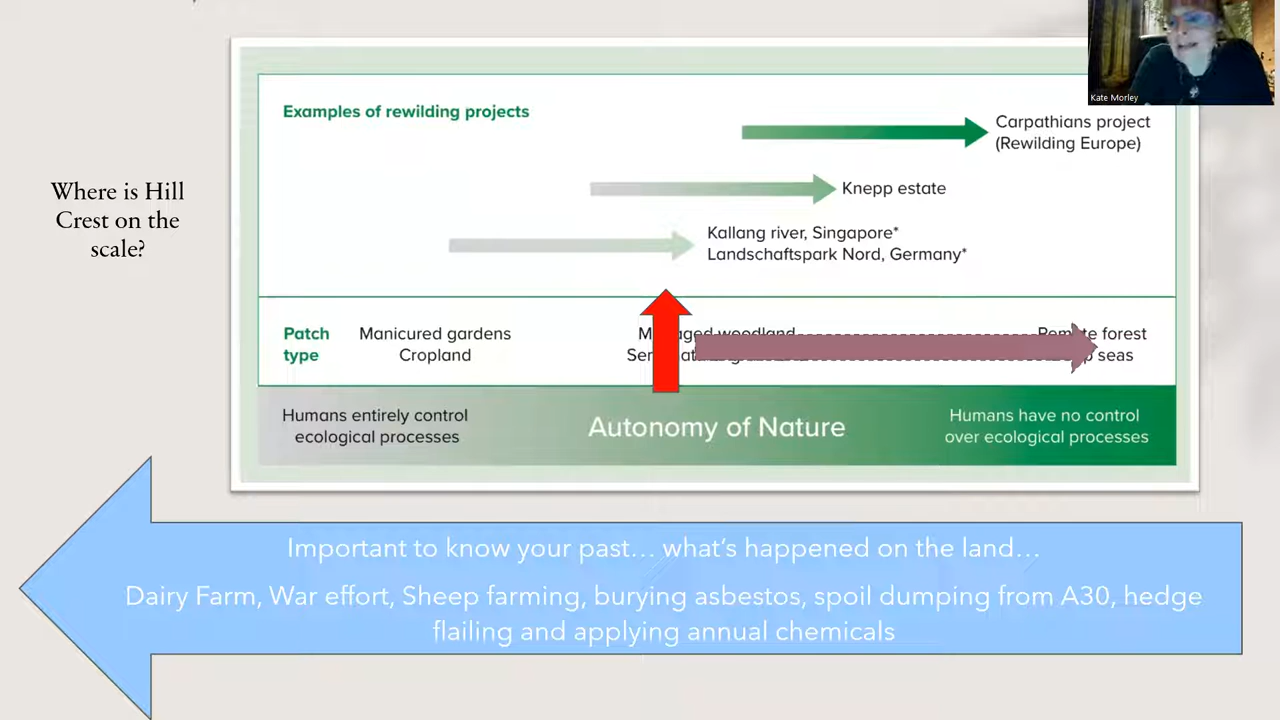 Kate Morley
Examples of rewilding projects
Carpathians project
(Rewilding Europe)
Where is Hill
Crest on the
scale?
Knepp estate
Kallang river, Singapore*
Landschaftspark Nord, Germany*
Patch
type
Manicured gardens
Cropland
woodland
forest
seas
Humans entirely control
ecological processes
Autonomy of Nature
Humans have no control
over ecological processes
Important to know your past... what's happened on the land...
Dairy Farm, War effort, Sheep farming, burying asbestos, spoil dumping from A30, hedge
flailing and applying annual chemicals